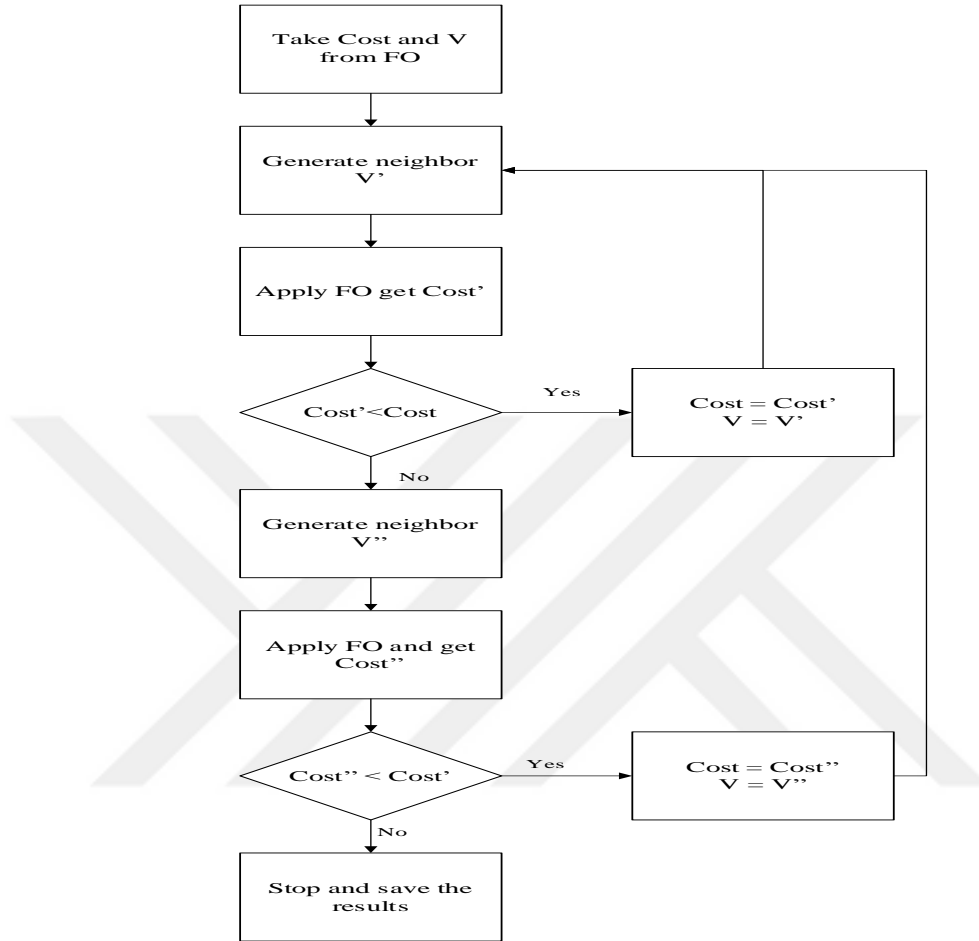 Take Cost and V
from FO
Generate neighbor
V’
Apply FO get Cost’
Cost’<Cost
Yes
Cost = Cost’
V = V’
No
Generate neighbor
V’’
Apply FO and get
Cost’’
Cost’’ < Cost’
Yes
Cost = Cost’’
V = V’’
No
Stop and save the
results